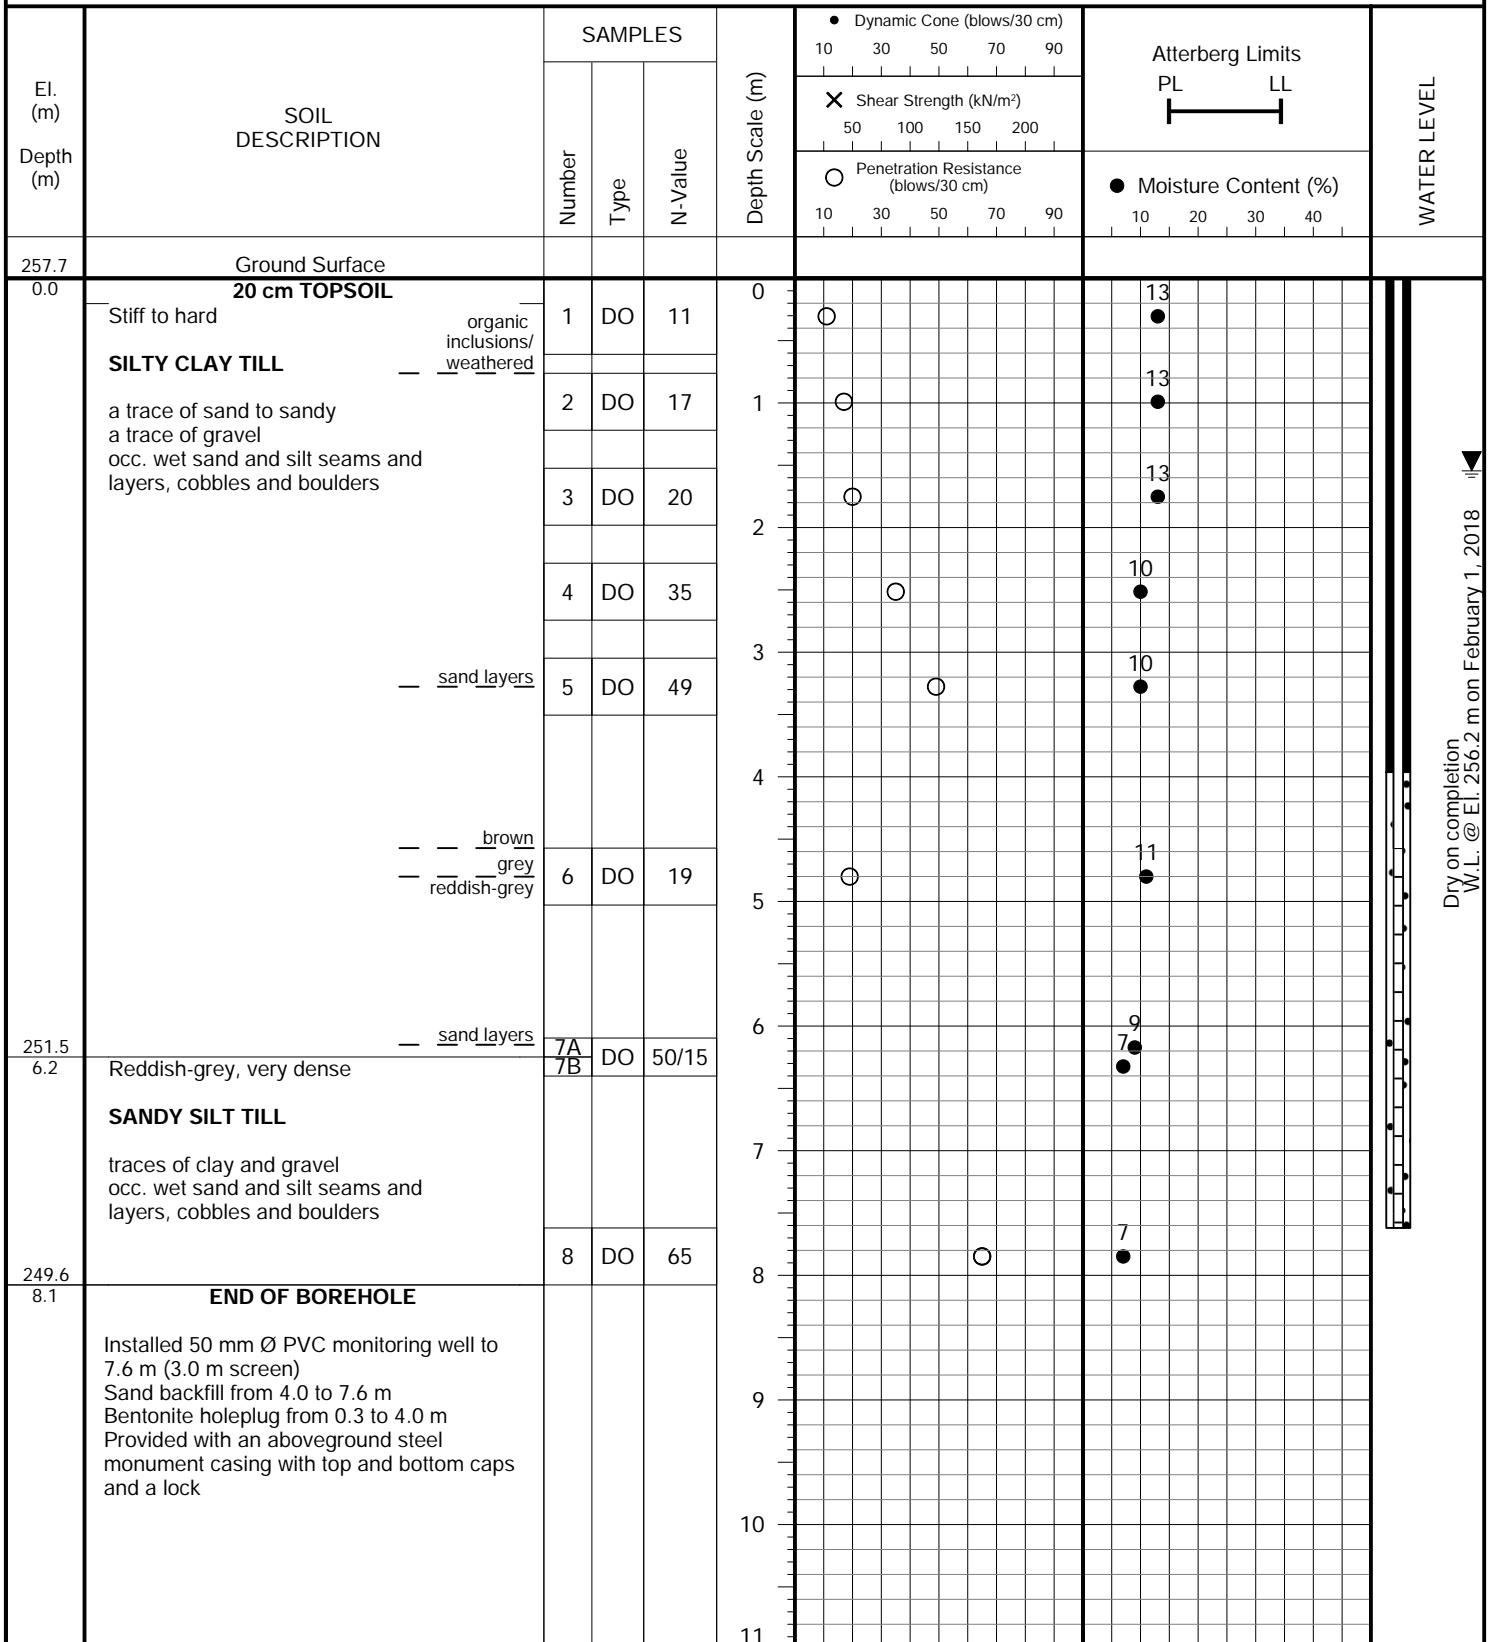 El.
(m)
Depth
(m)
SOIL
DESCRIPTION
SAMPLES
Number
Type
N-Value
Depth Scale (m)
Dynamic Cone (blows/30 cm)
10 30 50 70 90
Shear Strength (kN/m²)
50 100 150 200
Penetration Resistance
(blows/30 cm)
10 30 50 70 90
Atterberg Limits
PL LL
Moisture Content (%)
10 20 30 40
WATER LEVEL
257.7 Ground Surface
0.0 20 cm TOPSOIL 0
Stiff to hard
organic
inclusions/
weathered
1 DO 11 13
SILTY CLAY TILL
a trace of sand to sandy
a trace of gravel
occ. wet sand and silt seams and
layers, cobbles and boulders
2 DO 17 1 13
3 DO 20 13
2
4 DO 35 10
3
sand layers 5 DO 49 10
4
brown
grey
reddish-grey
6 DO 19 11
5
6
sand layers
251.5
6.2
7A
7B
DO 50/15 9
7
Reddish-grey, very dense
SANDY SILT TILL
traces of clay and gravel
occ. wet sand and silt seams and
layers, cobbles and boulders
7
8 DO 65 7
8
249.6
8.1 END OF BOREHOLE
Installed 50 mm Ø PVC monitoring well to
7.6 m (3.0 m screen)
Sand backfill from 4.0 to 7.6 m
Bentonite holeplug from 0.3 to 4.0 m
Provided with an aboveground steel
monument casing with top and bottom caps
and a lock
9
10
11
Dry on completion
W.L. @ El. 256.2 m on February 1, 2018